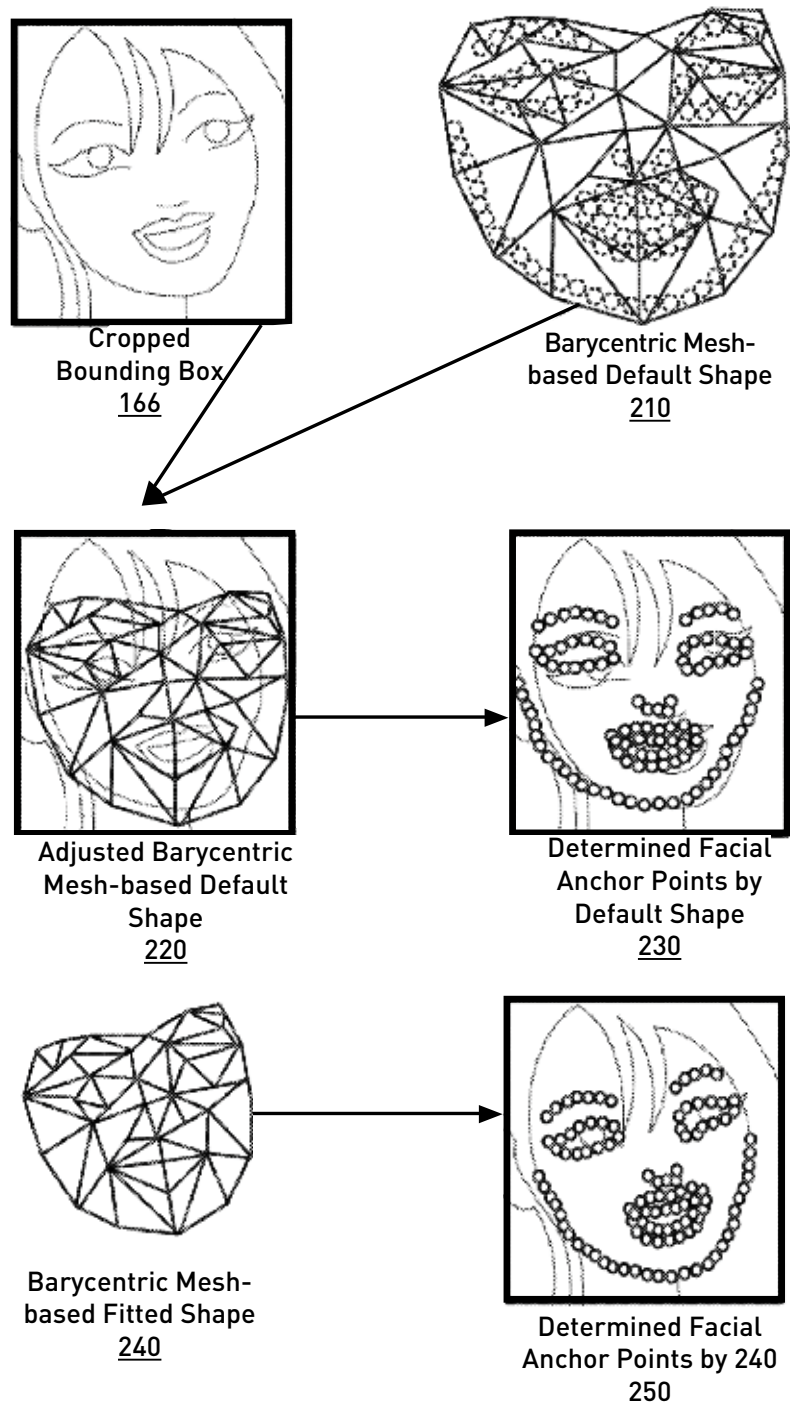 Cropped
Bounding Box
166
Barycentric Mesh-
based Default Shape
210
Adjusted Barycentric
Mesh-based Default
Shape
220
Determined Facial
Anchor Points by
Default Shape
230
Barycentric Mesh-
based Fitted Shape
240
Determined Facial
Anchor Points by 240
250